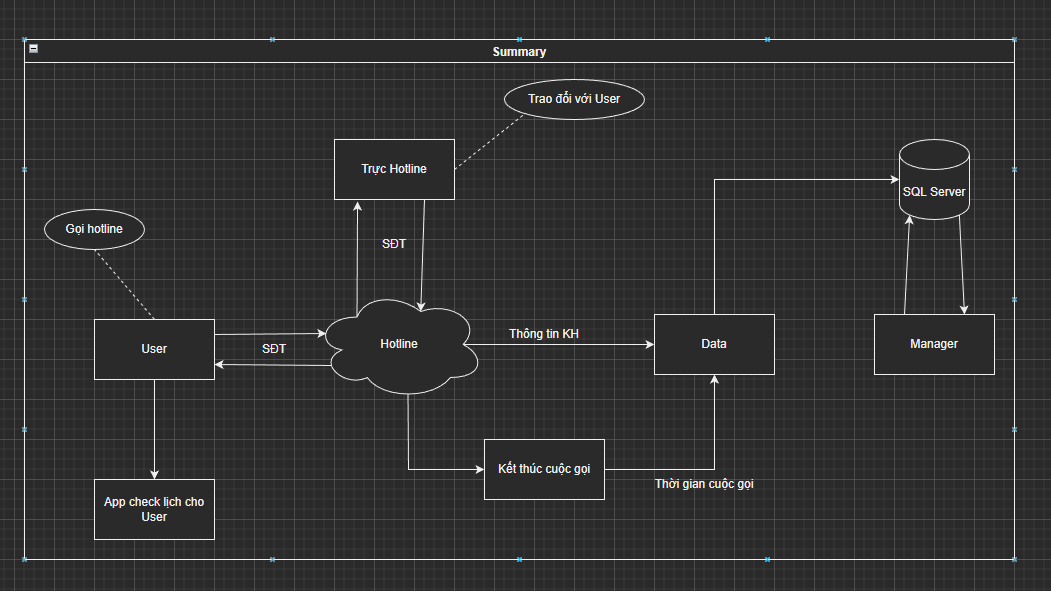 Summary
Trao đổi với User
Trực Hotline
SQL Server
Gọi hotline
SĐT
Thông tin KH
User
SĐT
Hotline
Data
Manager
Kết thúc cuộc gọi
Thời gian cuộc gọi
App check lịch cho
User